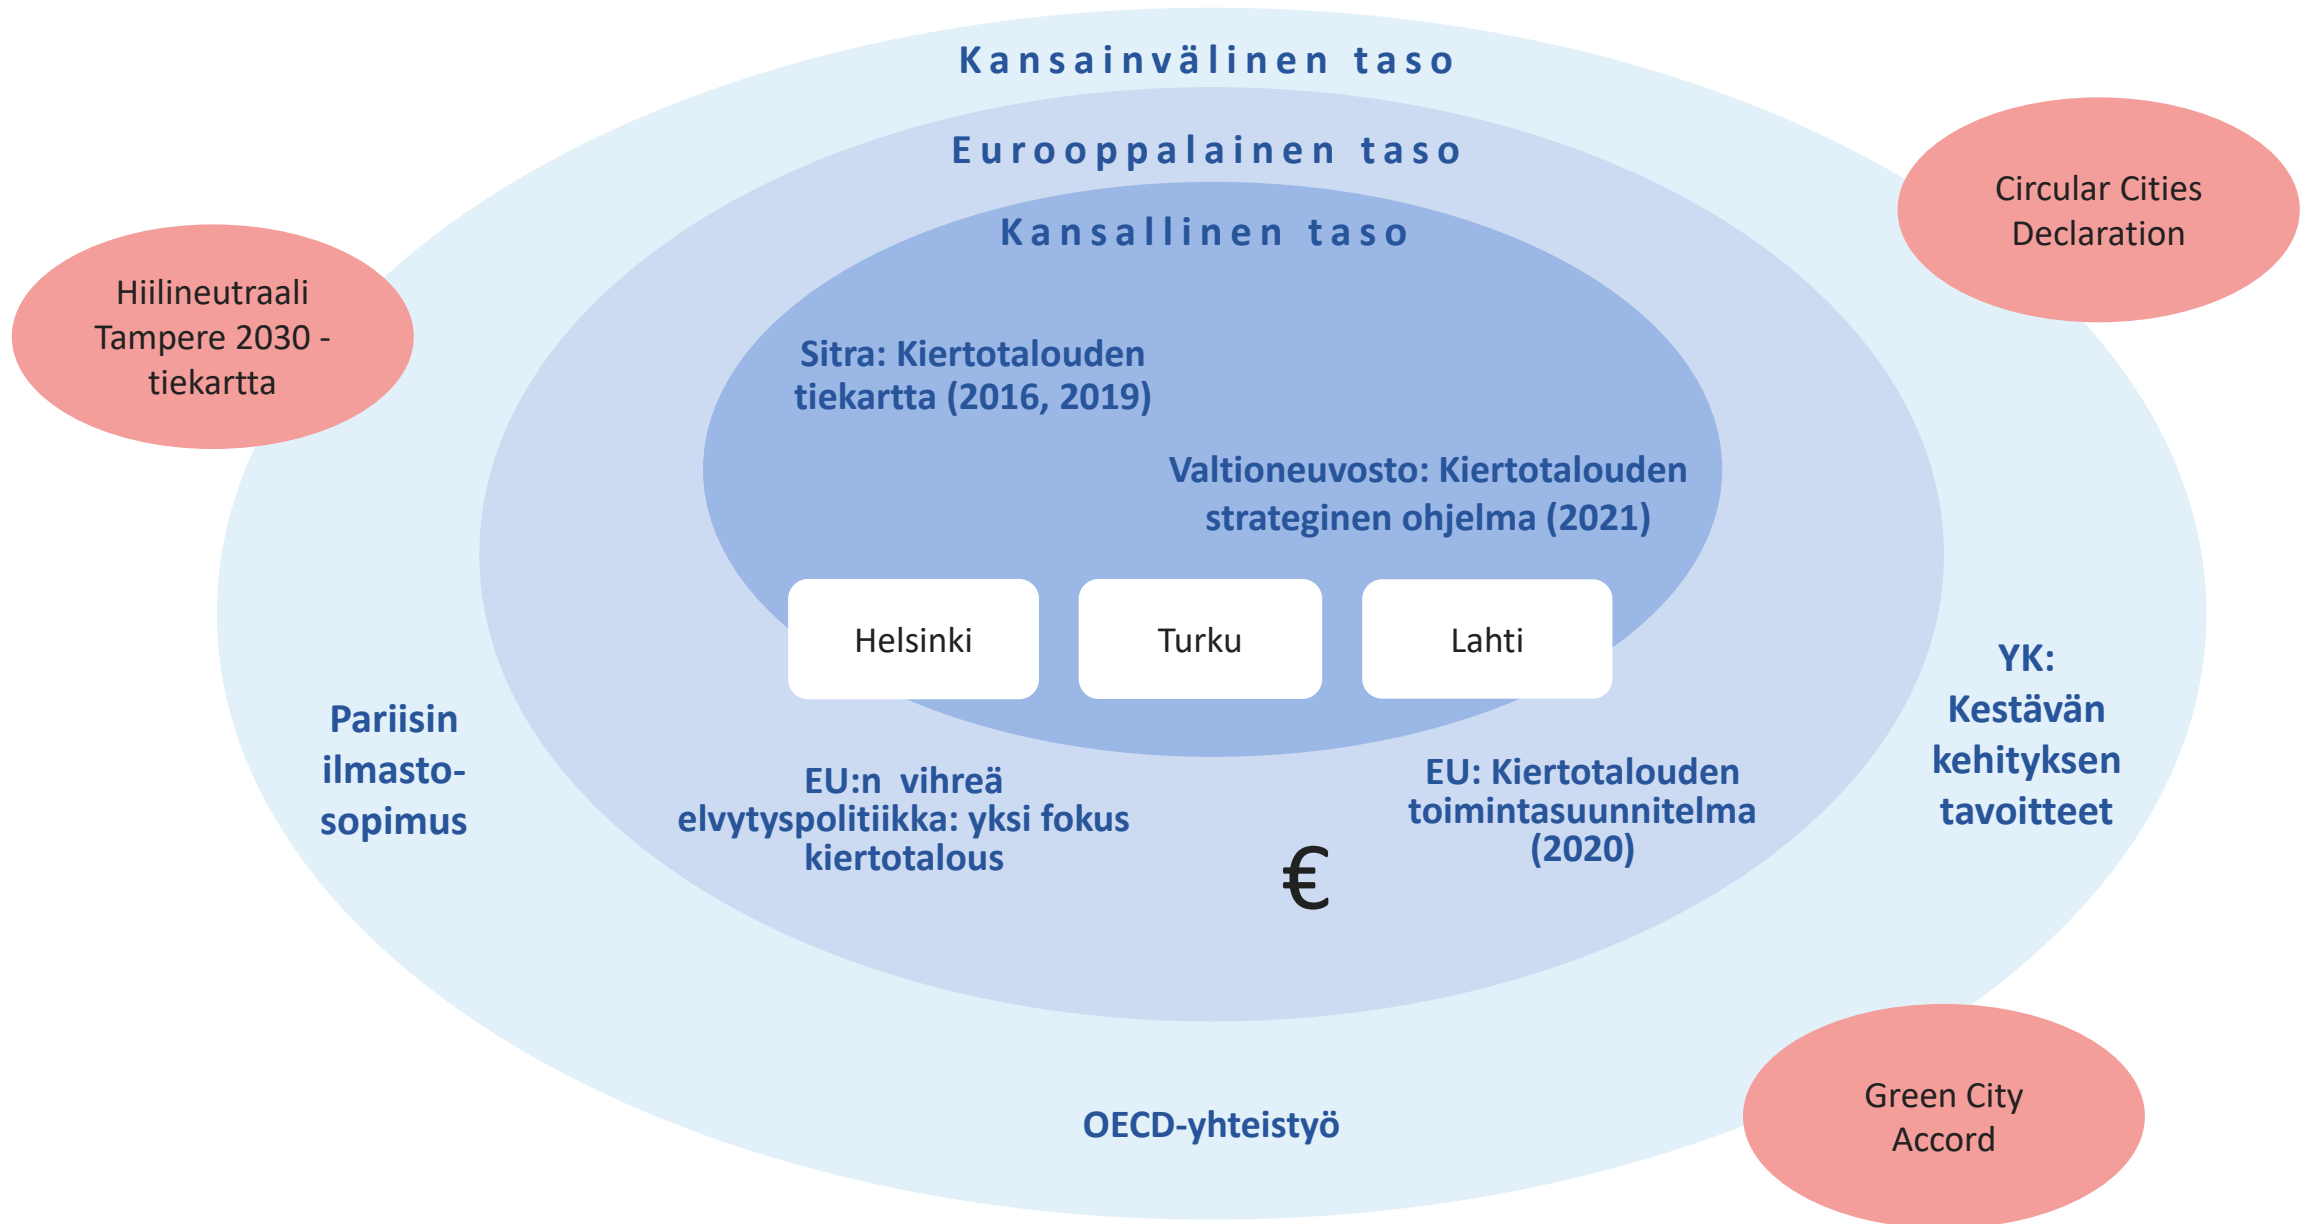 Kansainvälinen taso
Eurooppalainen taso
Kansallinen taso
Circular Cities
Declaration
Hiilineutraali
Tampere 2030 -
tiekartta
Sitra: Kiertotalouden
tiekartta (2016, 2019)
Valtioneuvosto: Kiertotalouden
strateginen ohjelma (2021)
Helsinki
Turku
Lahti
Pariisin
ilmasto-
sopimus
YK:
Kestävän
kehityksen
tavoitteet
EU:n vihreä
elvytyspolitiikka: yksi fokus
kiertotalous
€
EU: Kiertotalouden
toimintasuunnitelma
(2020)
OECD-yhteistyö
Green City
Accord